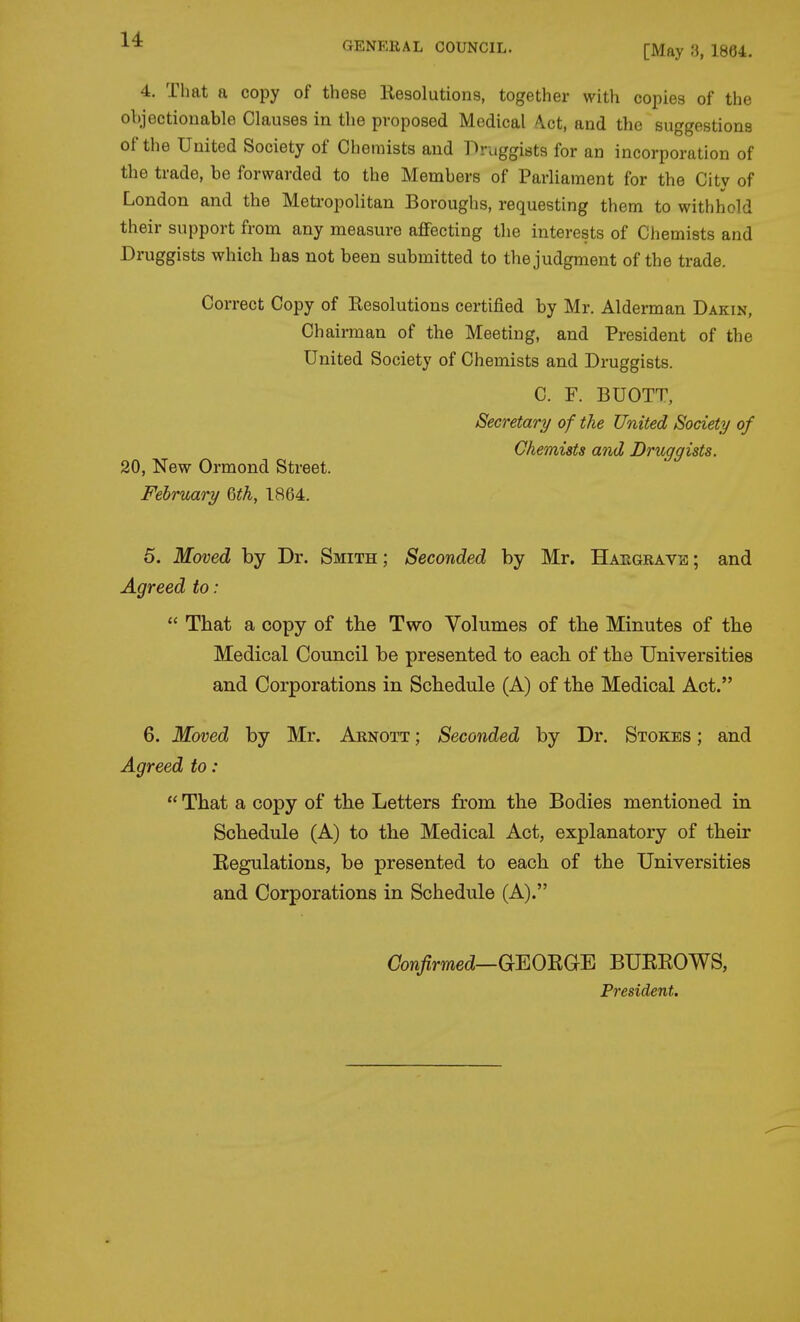 14
GENERAL COUNCIL.
[May 3, 1864.
4. That a copy of these Resolutions, together with copies of the
objectionable Clauses in the proposed Medical Act, and the suggestions
of the United Society of Chemists and Druggists for an incorporation of
the trade, be forwarded to the Members of Parliament for the City of
London and the Metropolitan Boroughs, requesting them to withhold
their support from any measure affecting the interests of Chemists and
Druggists which has not been submitted to the judgment of the trade.
Correct Copy of Resolutions certified by Mr. Alderman DAKIN,
Chairman of the Meeting, and President of the
United Society of Chemists and Druggists.
C. F. BUOTT,
Secretary of the United Society of
Chemists and Druggists.
20, New Ormond Street.
February 6th, 1864.
5. Moved by Dr. SMITH; Seconded by Mr. HARGRAVE; and
Agreed to:
“ That a copy of the Two Volumes of the Minutes of the
Medical Council be presented to each of the Universities
and Corporations in Schedule (A) of the Medical Act.”
6. Moved by Mr. ARNOTT; Seconded by Dr. STOKES; and
Agreed to:
“ That a copy of the Letters from the Bodies mentioned in
Schedule (A) to the Medical Act, explanatory of their
Regulations, be presented to each of the Universities
and Corporations in Schedule (A).”
Confirmed—GEORGE BURROWS,
President.